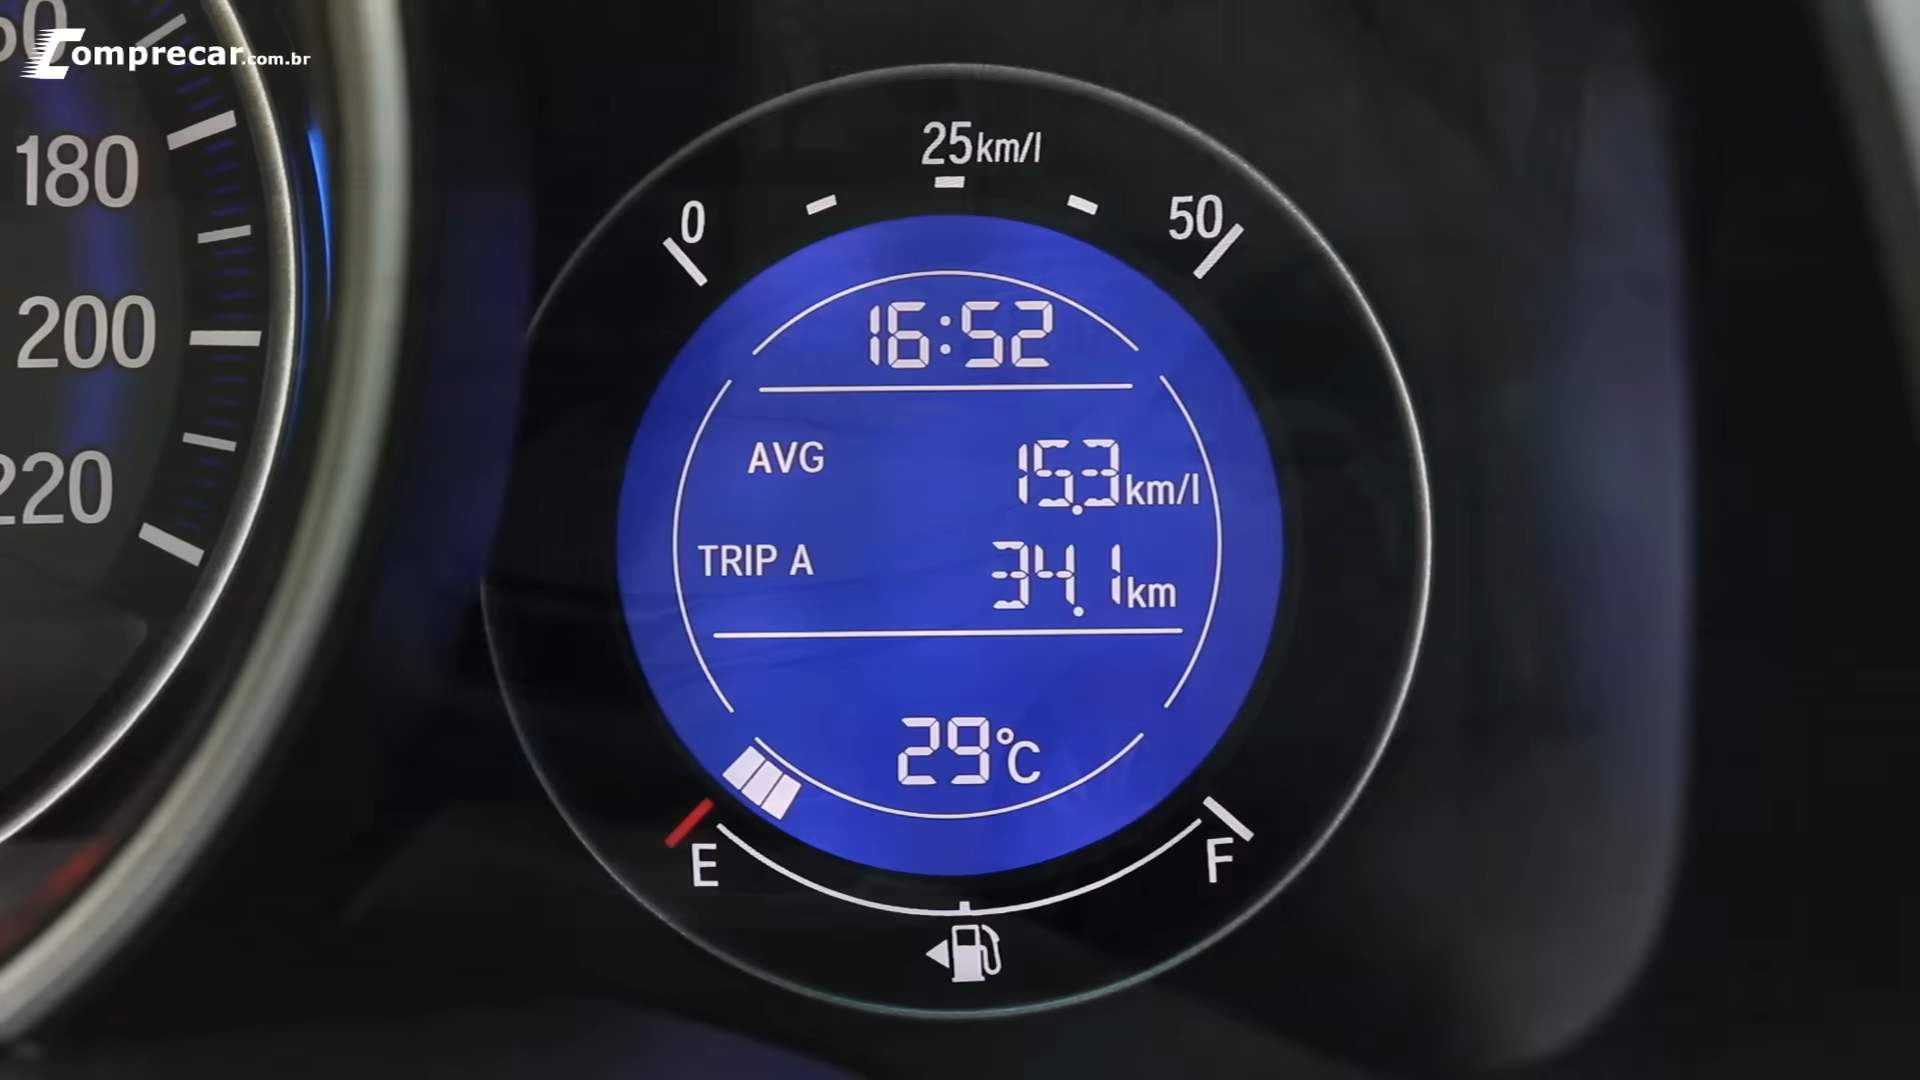 Comprecar.com.br
180
200
220
0
25km/l
50
16:52
AVG 15.3km/l
TRIP A 34.1km
29°C
E
F